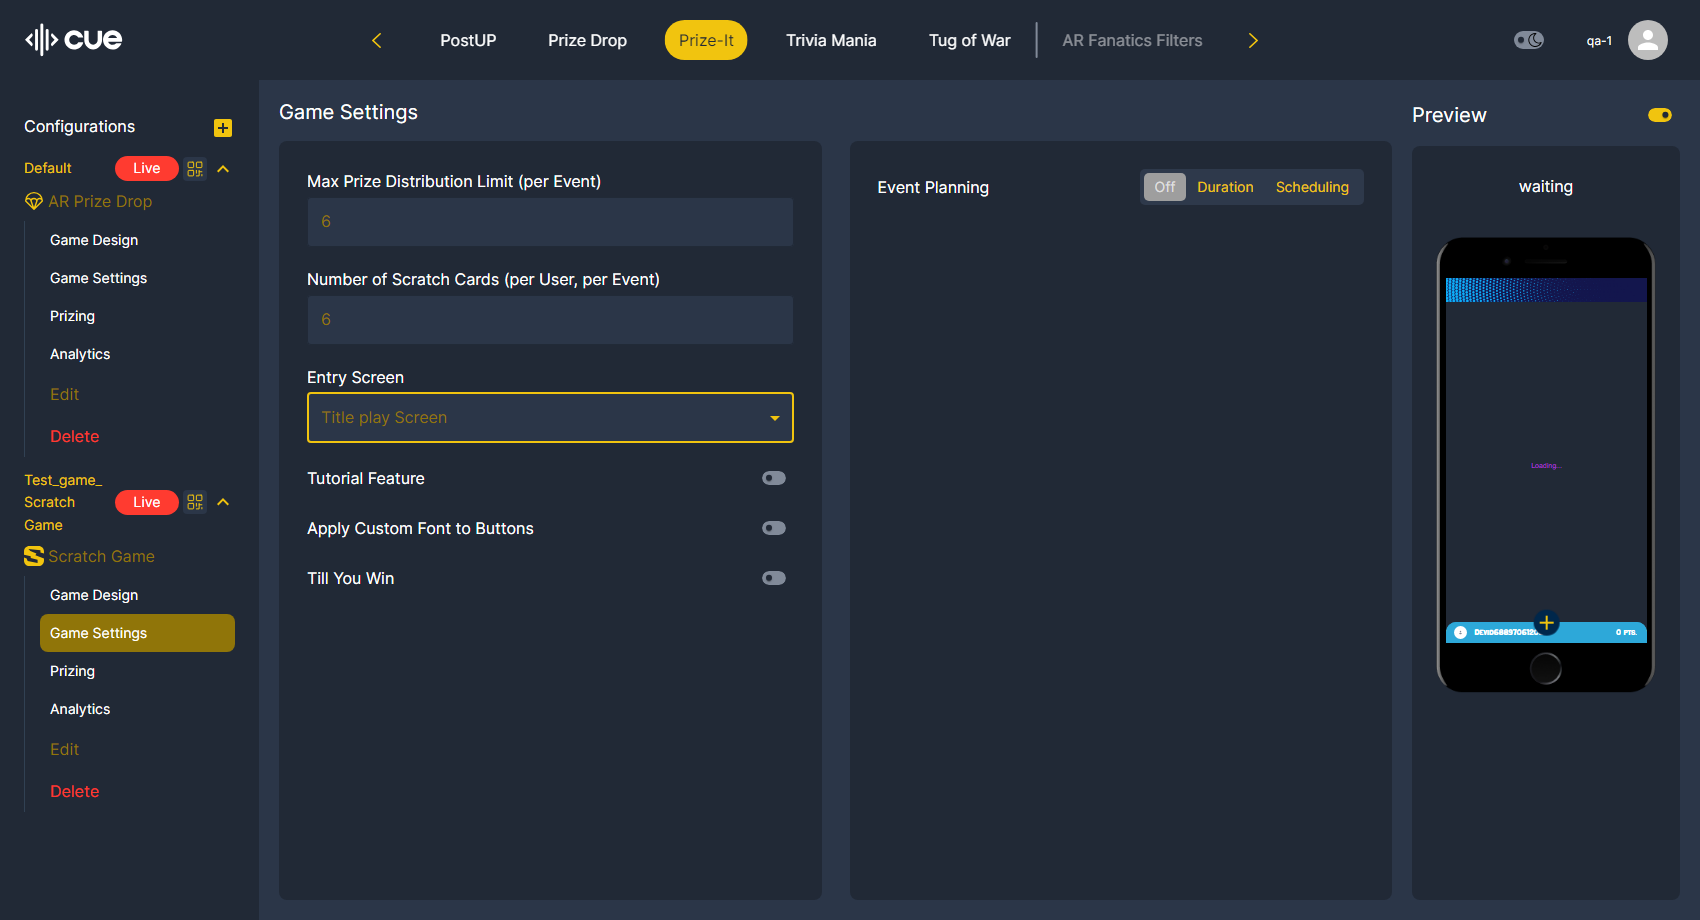 cue
PostUP
Prize Drop
Prize-It
Trivia Mania
Tug of War
AR Fanatics Filters
qa-1
Configurations
Default
Live
AR Prize Drop
Game Design
Game Settings
Prizing
Analytics
Edit
Delete
Test_game_
Scratch
Game
Live
Scratch Game
Game Design
Game Settings
Prizing
Analytics
Edit
Delete
Game Settings
Max Prize Distribution Limit (per Event)
6
Number of Scratch Cards (per User, per Event)
6
Entry Screen
Title play Screen
Tutorial Feature
Apply Custom Font to Buttons
Till You Win
Event Planning
Off
Duration
Scheduling
Preview
waiting
Loading...
0 PTS.